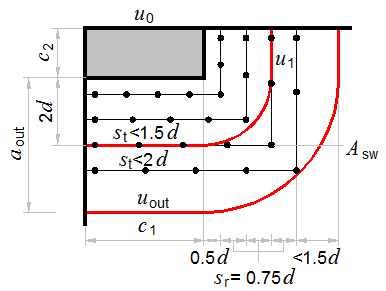 u0
c2
u1
2d
aout
st<1.5d
st<2d
Asw
uout
c1
0.5d
<1.5d
sr= 0.75d